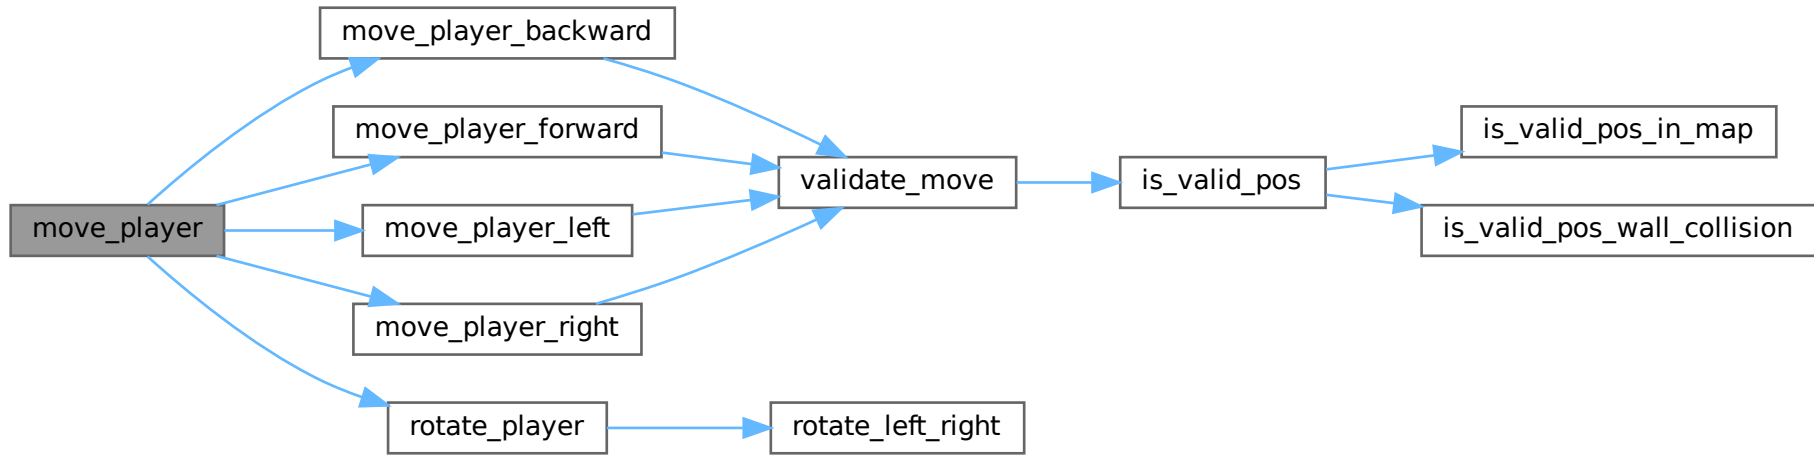 move_player
move_player_backward
move_player_forward
move_player_left
move_player_right
rotate_player
validate_move
rotate_left_right
is_valid_pos
is_valid_pos_in_map
is_valid_pos_wall_collision